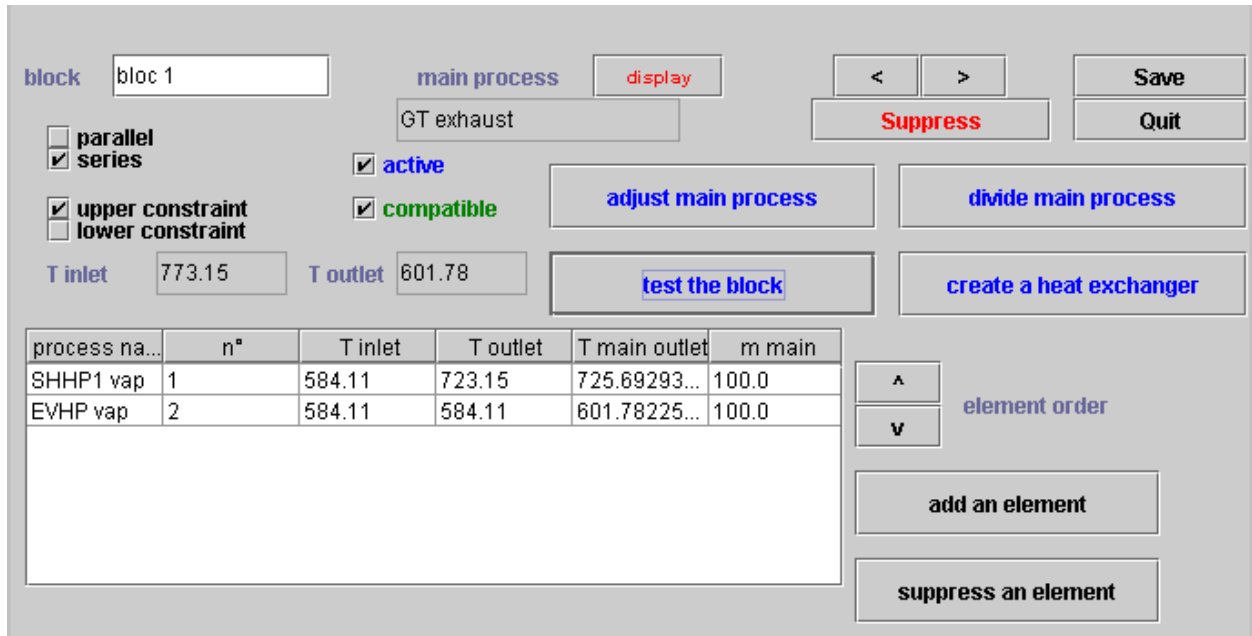 block bloc 1 main process display < > Save
GT exhaust Suppress Quit
parallel
series active
adjust main process divide main process
upper constraint compatible
lower constraint
T inlet 773.15 T outlet 601.78 test the block create a heat exchanger
process na... n° T inlet T outlet T main outlet m main
SHHP1 vap 1 584.11 723.15 725.69293... 100.0
EVHP vap 2 584.11 584.11 601.78225... 100.0
ʌ
element order
v
add an element
suppress an element